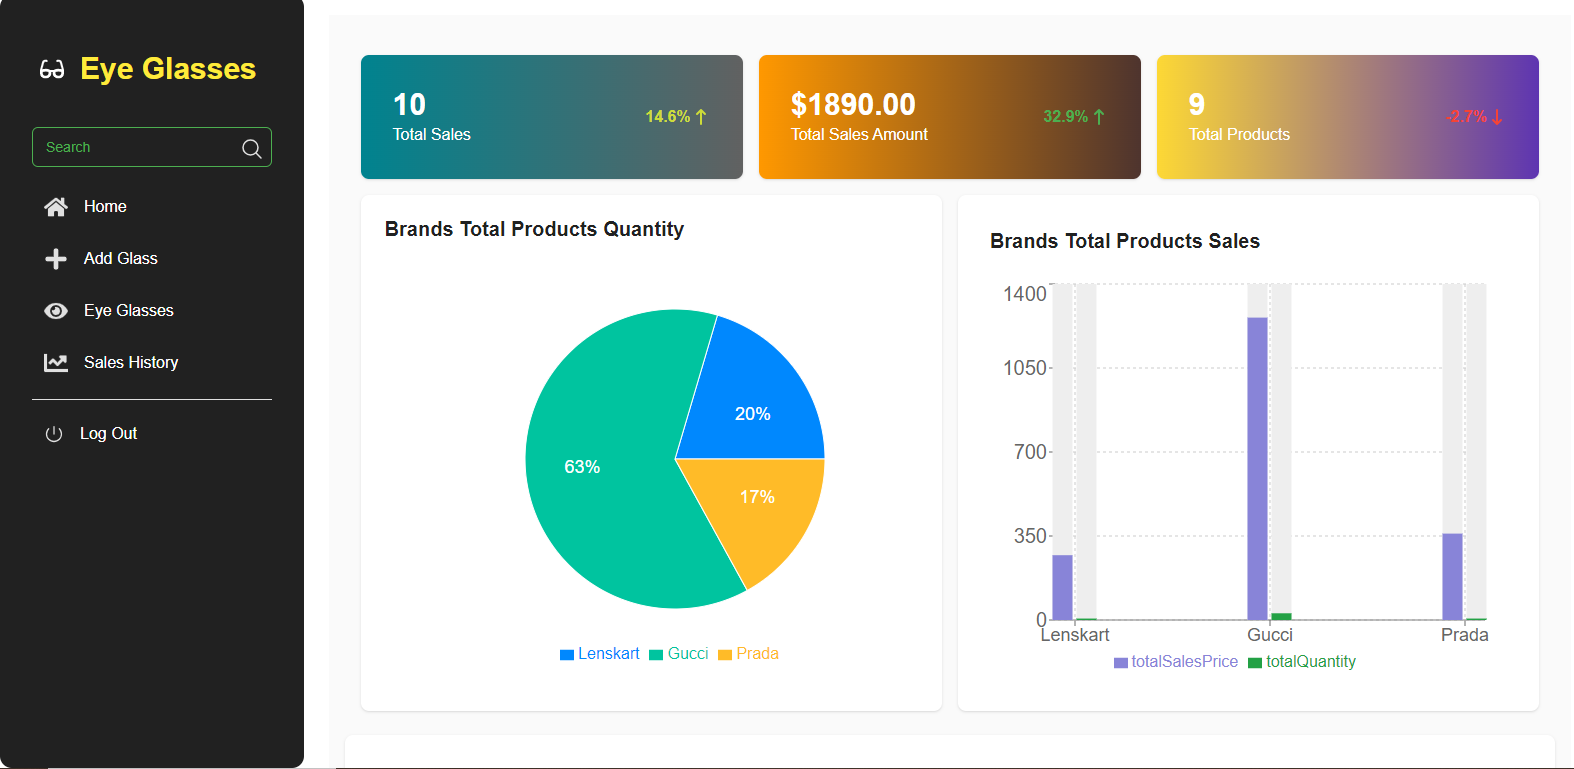 Eye Glasses
Search
Home
Add Glass
Eye Glasses
Sales History
Log Out
10
Total Sales
14.6%
$1890.00
Total Sales Amount
32.9%
9
Total Products
-2.7%
Brands Total Products Quantity
20%
63%
17%
Lenskart Gucci Prada
Brands Total Products Sales
1400
1050
700
350
0
Lenskart Gucci Prada
totalSalesPrice totalQuantity